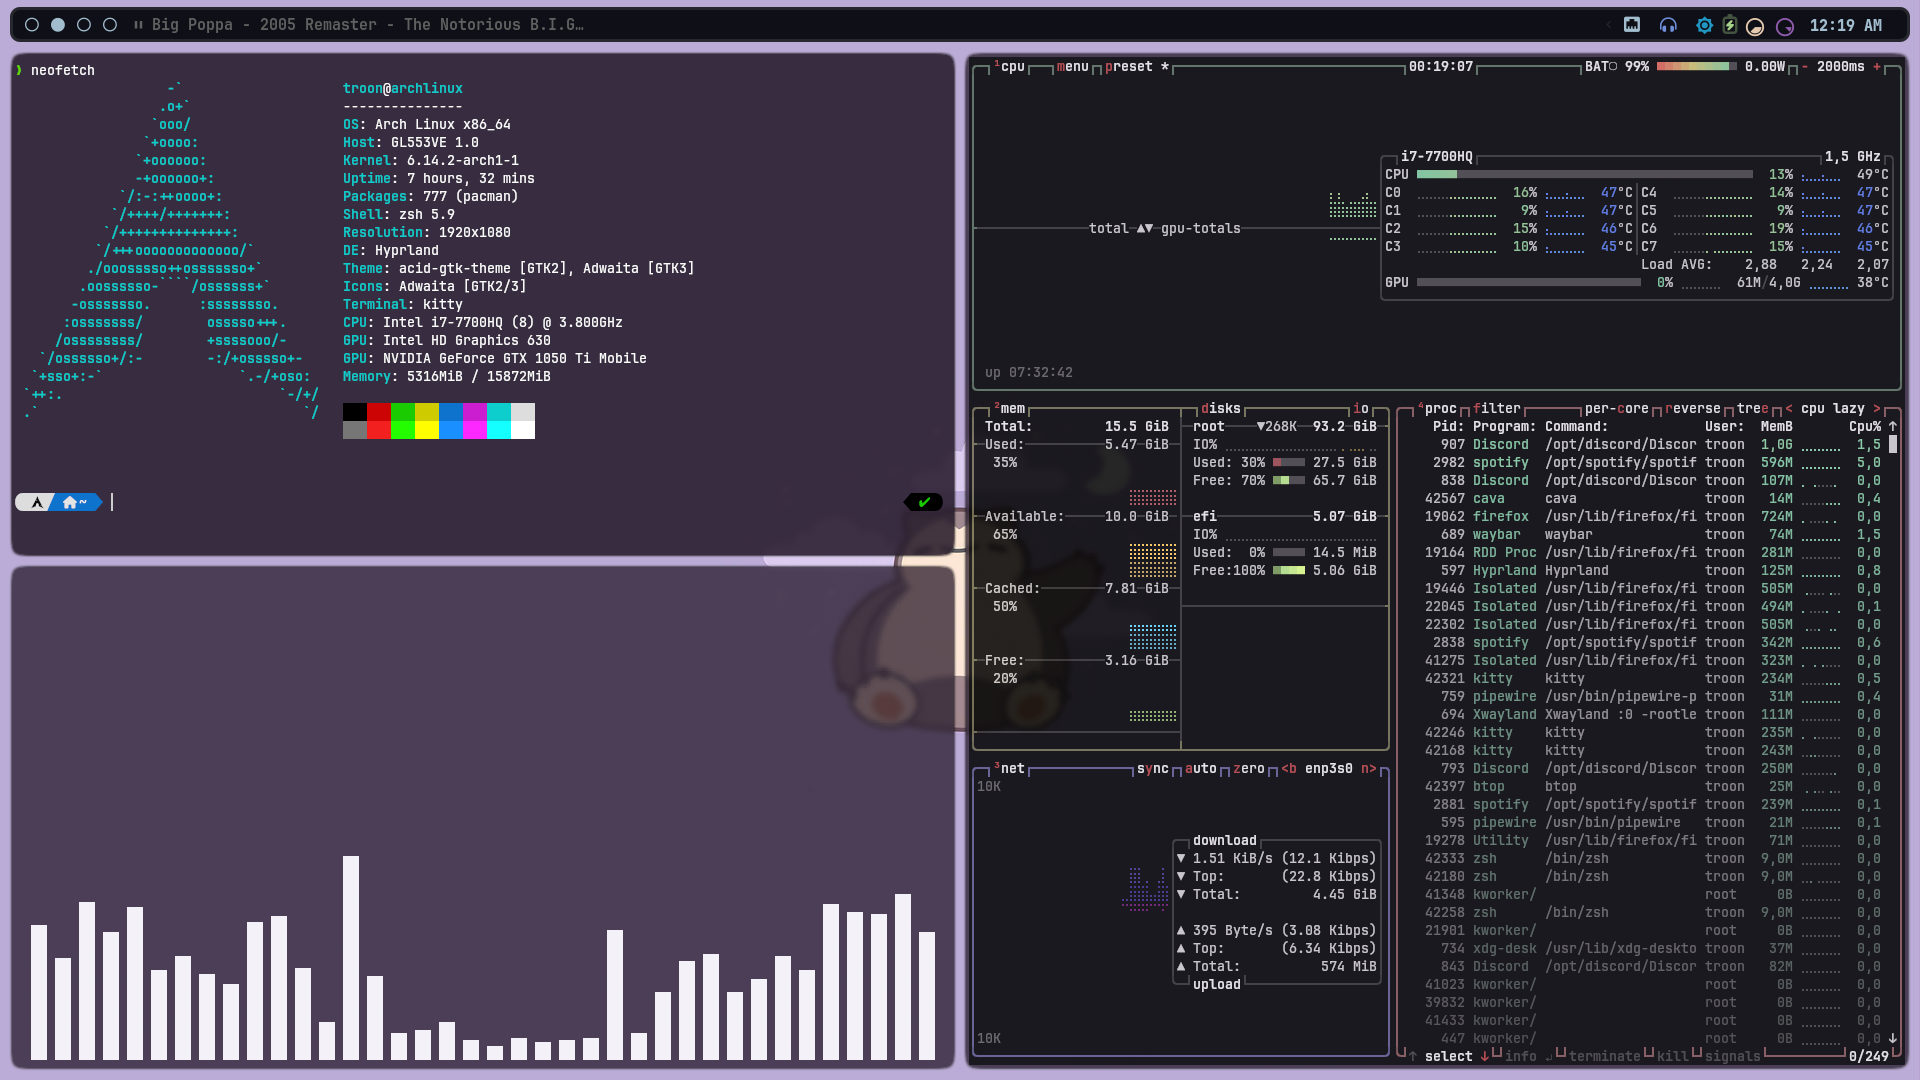 Big Poppa - 2005 Remaster - The Notorious B.I.G…
12:19 AM
❯ neofetch
troon@archlinux
---------------
OS: Arch Linux x86_64
Host: GL553VE 1.0
Kernel: 6.14.2-arch1-1
Uptime: 7 hours, 32 mins
Packages: 777 (pacman)
Shell: zsh 5.9
Resolution: 1920x1080
DE: Hyprland
Theme: acid-gtk-theme [GTK2], Adwaita [GTK3]
Icons: Adwaita [GTK2/3]
Terminal: kitty
CPU: Intel i7-7700HQ (8) @ 3.800GHz
GPU: Intel HD Graphics 630
GPU: NVIDIA GeForce GTX 1050 Ti Mobile
Memory: 5316MiB / 15872MiB
~
¹cpu menu preset * 00:19:07 BAT 99% 0.00W - 2000ms +
i7-7700HQ 1,5 GHz
CPU 13% 49°C
C0 16% 47°C C4 14% 47°C
C1 9% 47°C C5 9% 47°C
total ▲▼ gpu-totals
C2 15% 46°C C6 19% 46°C
C3 10% 45°C C7 15% 45°C
Load AVG: 2,88 2,24 2,07
GPU 0% 61M/4,0G 38°C
up 07:32:42
²mem
Total: 15.5 GiB
Used: 5.47 GiB
35%
Available: 10.0 GiB
65%
Cached: 7.81 GiB
50%
Free: 3.16 GiB
20%
disks io
root ▼268K 93.2 GiB
IO%
Used: 30% 27.5 GiB
Free: 70% 65.7 GiB
efi 5.07 GiB
IO%
Used: 0% 14.5 MiB
Free:100% 5.06 GiB
³net sync auto zero <b enp3s0 n>
10K
download
▼ 1.51 KiB/s (12.1 Kibps)
▼ Top: (22.8 Kibps)
▼ Total: 4.45 GiB
▲ 395 Byte/s (3.08 Kibps)
▲ Top: (6.34 Kibps)
▲ Total: 574 MiB
upload
10K
⁴proc filter per-core reverse tree < cpu lazy >
Pid: Program: Command: User: MemB Cpu% ↑
907 Discord /opt/discord/Discor troon 1,0G 1,5
2982 spotify /opt/spotify/spotif troon 596M 5,0
838 Discord /opt/discord/Discor troon 107M 0,0
42567 cava cava troon 14M 0,4
19062 firefox /usr/lib/firefox/fi troon 724M 0,0
689 waybar waybar troon 74M 1,5
19164 RDD Proc /usr/lib/firefox/fi troon 281M 0,0
597 Hyprland Hyprland troon 125M 0,8
19446 Isolated /usr/lib/firefox/fi troon 505M 0,0
22045 Isolated /usr/lib/firefox/fi troon 494M 0,1
22302 Isolated /usr/lib/firefox/fi troon 505M 0,0
2838 spotify /opt/spotify/spotif troon 342M 0,6
41275 Isolated /usr/lib/firefox/fi troon 323M 0,0
42321 kitty kitty troon 234M 0,5
759 pipewire /usr/bin/pipewire-p troon 31M 0,4
694 Xwayland Xwayland :0 -rootle troon 111M 0,0
42246 kitty kitty troon 235M 0,0
42168 kitty kitty troon 243M 0,0
793 Discord /opt/discord/Discor troon 250M 0,0
42397 btop btop troon 25M 0,0
2881 spotify /opt/spotify/spotif troon 239M 0,1
595 pipewire /usr/bin/pipewire troon 21M 0,1
19278 Utility /usr/lib/firefox/fi troon 71M 0,0
42333 zsh /bin/zsh troon 9,0M 0,0
42180 zsh /bin/zsh troon 9,0M 0,0
41348 kworker/ root 0B 0,0
42258 zsh /bin/zsh troon 9,0M 0,0
21901 kworker/ root 0B 0,0
734 xdg-desk /usr/lib/xdg-deskto troon 37M 0,0
843 Discord /opt/discord/Discor troon 82M 0,0
41023 kworker/ root 0B 0,0
39832 kworker/ root 0B 0,0
41433 kworker/ root 0B 0,0
447 kworker/ root 0B 0,0 ↓
↑ select ↓ info ↲ terminate kill signals 0/249